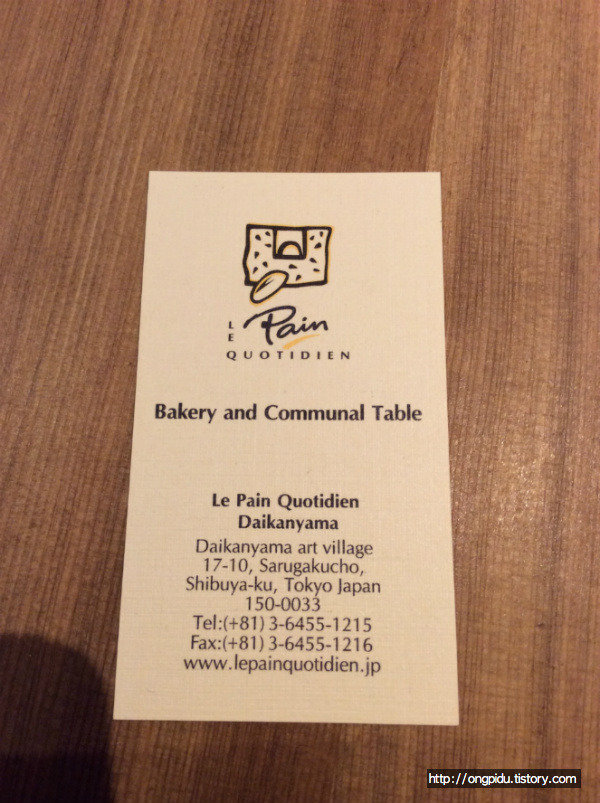 LE Pain
QUOTIDIEN
Bakery and Communal Table
Le Pain Quotidien
Daikanyama
Daikanyama art village
17-10, Sarugakucho,
Shibuya-ku, Tokyo Japan
150-0033
Tel:(+81) 3-6455-1215
Fax:(+81) 3-6455-1216
www.lepainquotidien.jp
http://ongpidu.tistory.com